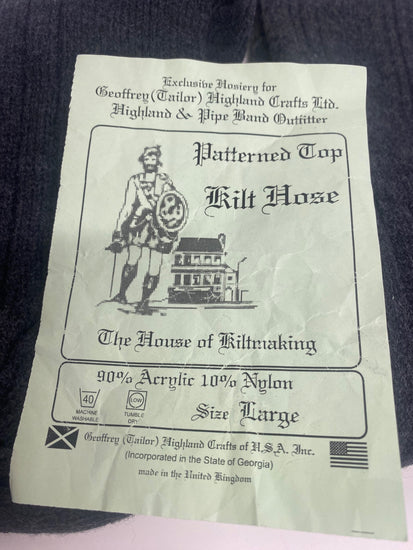 Exclusive Hosiery for
Geoffrey (Tailor) Highland Crafts Ltd.
Highland & Pipe Band Outfitter
Patterned Top
Kilt Hose
The House of Kiltmaking
90% Acrylic 10% Nylon
40
MACHINE
WASHABLE
LOW
TUMBLE
DRY
Size Large
Geoffrey (Tailor) Highland Crafts of U.S.A. Inc.
(Incorporated in the State of Georgia)
made in the United Kingdom